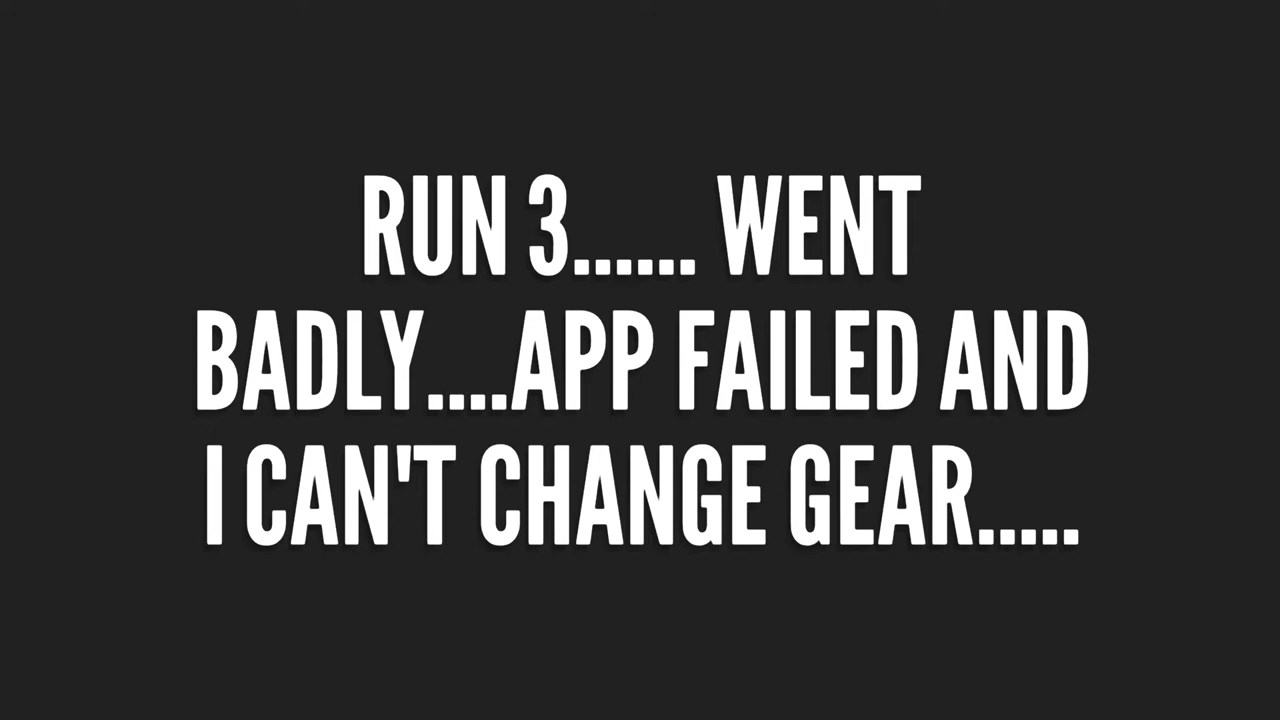 RUN 3...... WENT
BADLY....APP FAILED AND
I CAN'T CHANGE GEAR.....